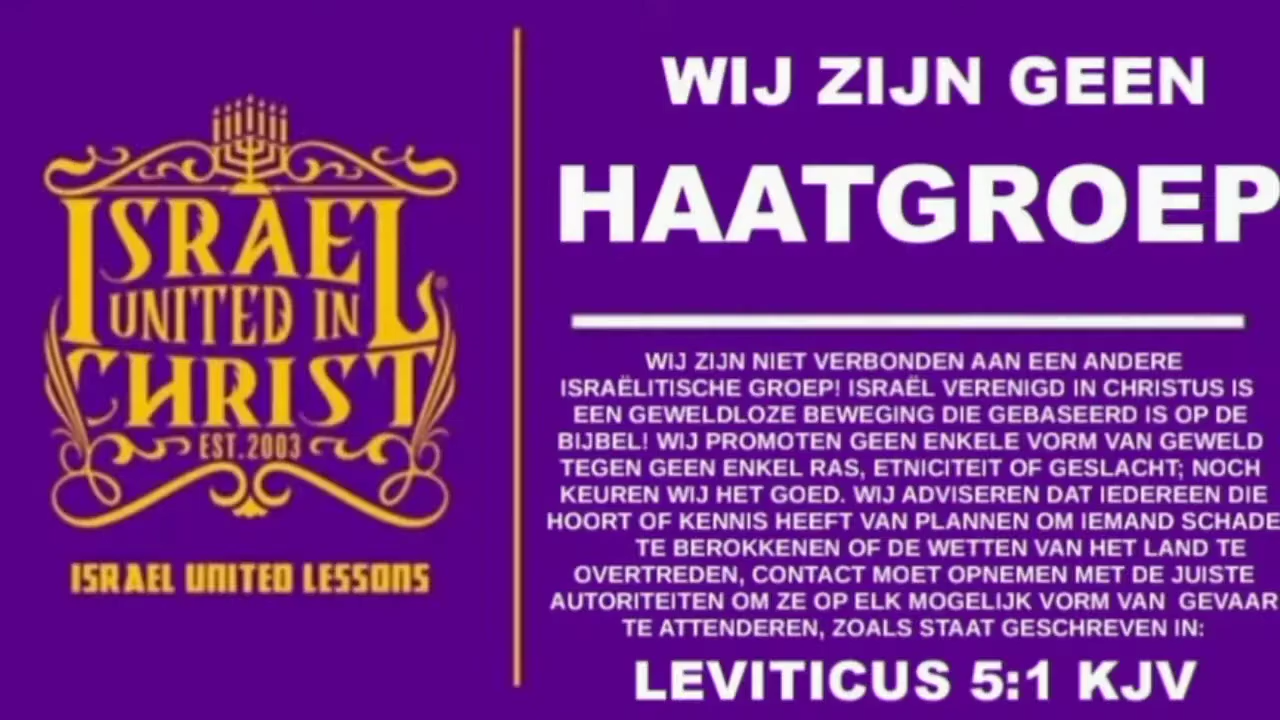 ISRAEL
UNITED IN
CHRIST
EST. 2003
ISRAEL UNITED LESSONS
WIJ ZIJN GEEN
HAATGROEP
WIJ ZIJN NIET VERBONDEN AAN EEN ANDERE
ISRAËLITISCHE GROEP! ISRAËL VERENIGD IN CHRISTUS IS
EEN GEWELDLOZE BEWEGING DIE GEBASEERD IS OP DE
BIJBEL! WIJ PROMOTEN GEEN ENKELE VORM VAN GEWELD
TEGEN GEEN ENKEL RAS, ETNICITEIT OF GESLACHT; NOCH
KEUREN WIJ HET GOED. WIJ ADVISEREN DAT IEDEREEN DIE
HOORT OF KENNIS HEEFT VAN PLANNEN OM IEMAND SCHADE
TE BEROKKENEN OF DE WETTEN VAN HET LAND TE
OVERTREDEN, CONTACT MOET OPNEMEN MET DE JUISTE
AUTORITEITEN OM ZE OP ELK MOGELIJK VORM VAN GEVAAR
TE ATTENDEREN, ZOALS STAAT GESCHREVEN IN:
LEVITICUS 5:1 KJV